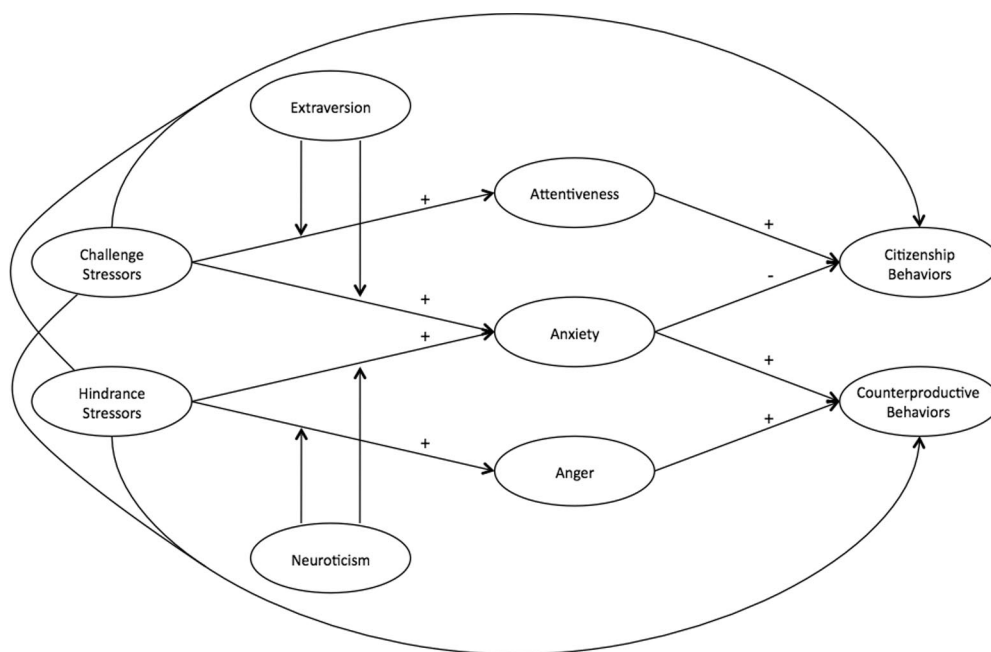 Extraversion
+
Attentiveness
+
Challenge
Stressors
Citizenship
Behaviors
-
+
Anxiety
+
+
Hindrance
Stressors
Counterproductive
Behaviors
+
+
Anger
Neuroticism